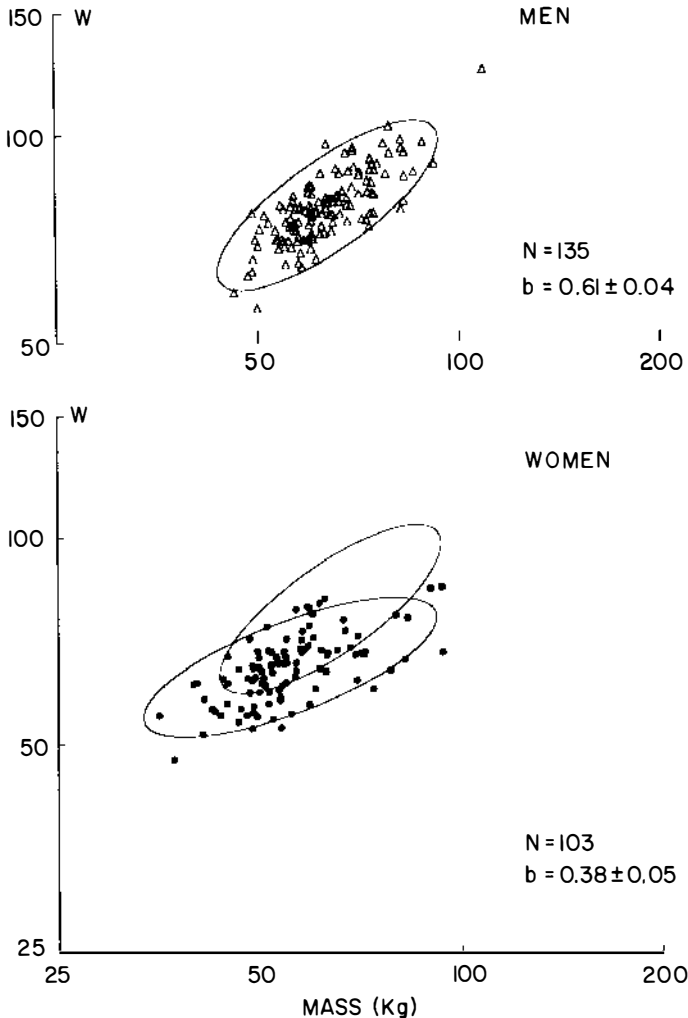 150 W MEN
100
N = 135
b = 0.61 ± 0.04
50
50 100 200
150 W
WOMEN
100
50
N = 103
b = 0.38 ± 0.05
25
25 50 100 200
MASS (Kg)